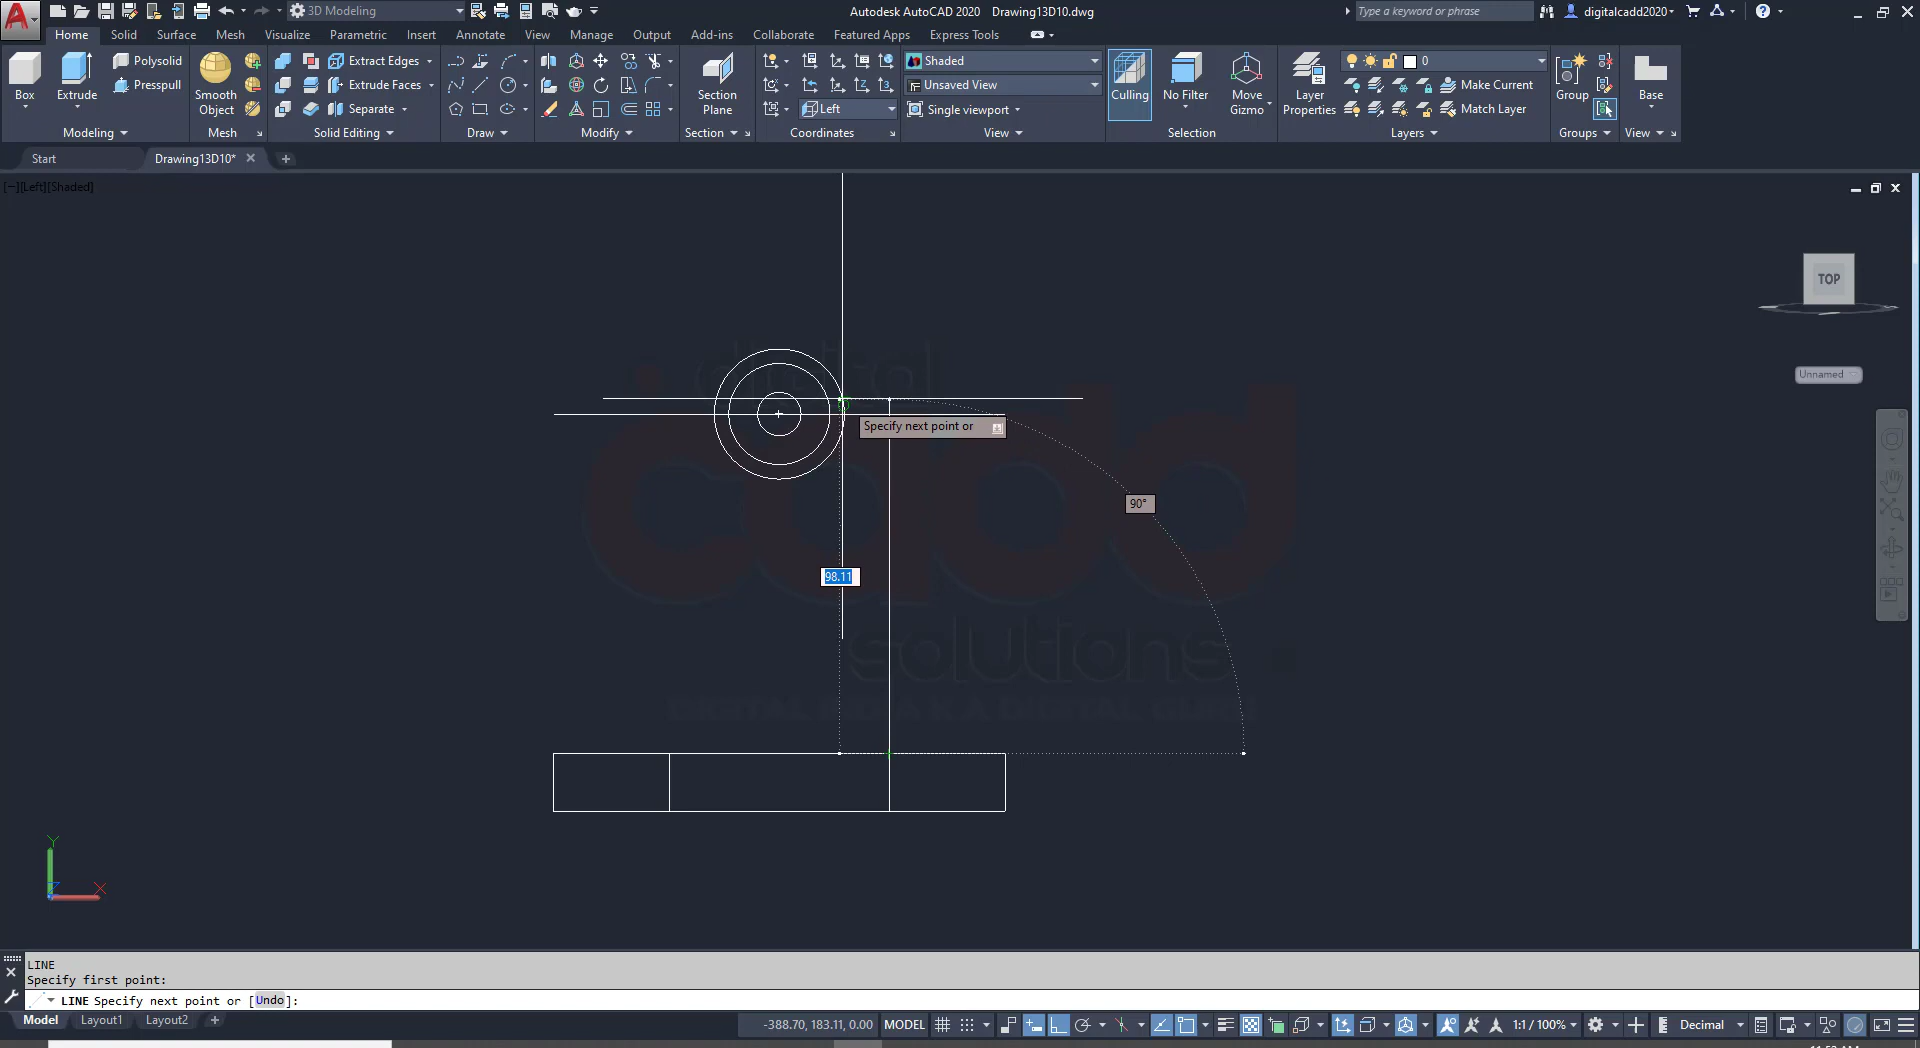 3D Modeling
Autodesk AutoCAD 2020 Drawing13D10.dwg
Type a keyword or phrase
digitalcadd2020
Home Solid Surface Mesh Visualize Parametric Insert Annotate View Manage Output Add-ins Collaborate Featured Apps Express Tools
Box
Extrude
Polysolid
Presspull
Modeling
Smooth Object
Mesh
Extract Edges
Extrude Faces
Separate
Solid Editing
Draw
Modify
Section Plane
Section
Left
Coordinates
Shaded
Unsaved View
Single viewport
View
Culling
No Filter
Move Gizmo
Selection
Layer Properties
0
Make Current
Match Layer
Layers
Group
Groups
Base
View
Start
Drawing13D10*
[−][Left][Shaded]
TOP
Unnamed
digital
cadd
solutions
Specify next point or
90°
98.11
Y
X
Z
LINE
Specify first point:
LINE Specify next point or [Undo]:
Model Layout1 Layout2
-388.70, 183.11, 0.00 MODEL
1:1 / 100%
Decimal